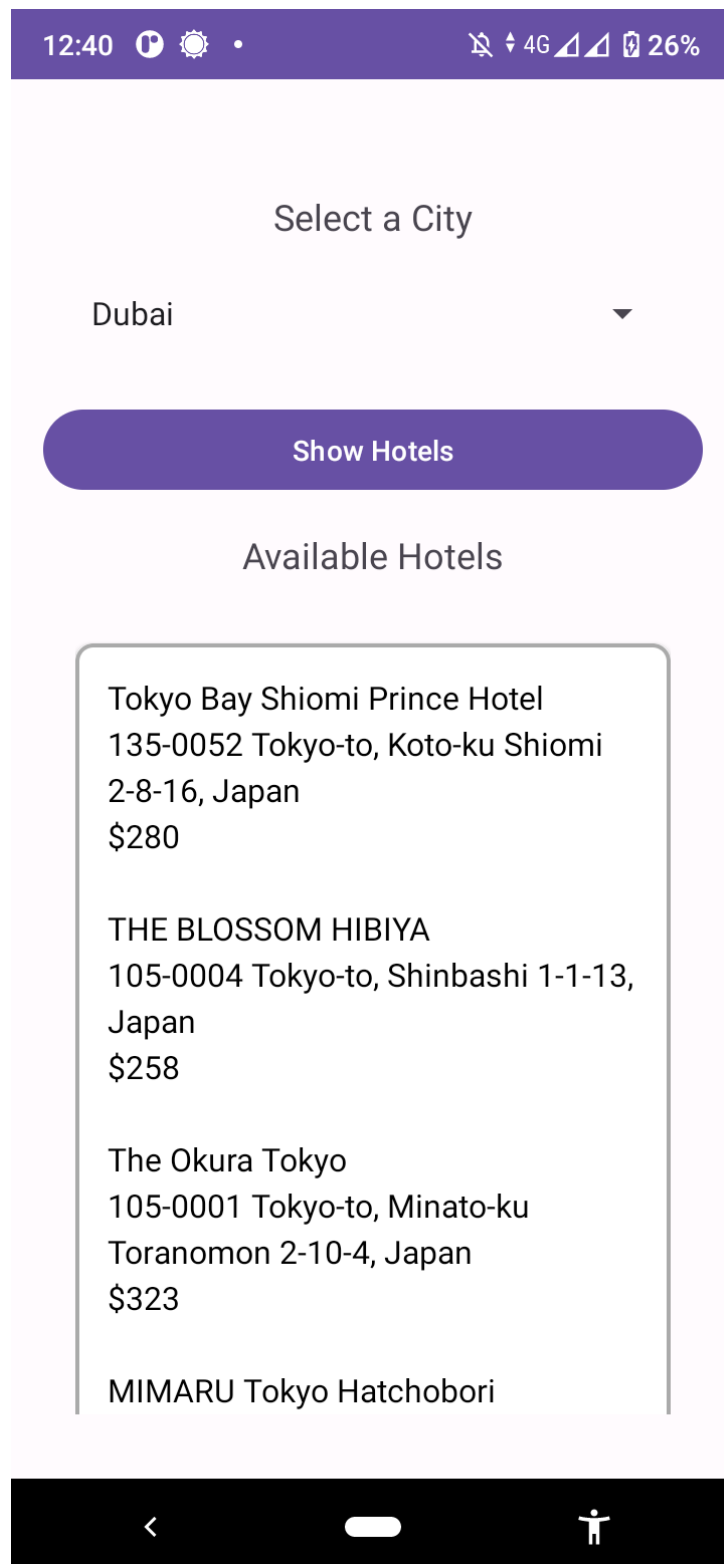 12:40 4G 26%
Select a City
Dubai
Show Hotels
Available Hotels
Tokyo Bay Shiomi Prince Hotel
135-0052 Tokyo-to, Koto-ku Shiomi
2-8-16, Japan
$280
THE BLOSSOM HIBIYA
105-0004 Tokyo-to, Shinbashi 1-1-13,
Japan
$258
The Okura Tokyo
105-0001 Tokyo-to, Minato-ku
Toranomon 2-10-4, Japan
$323
MIMARU Tokyo Hatchobori